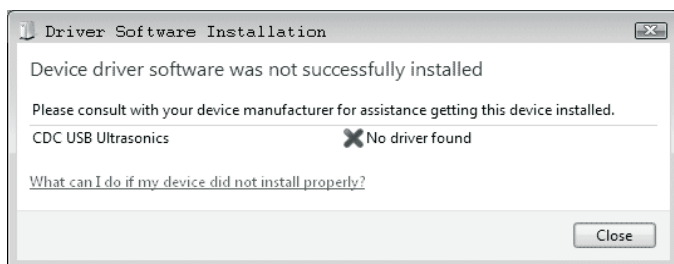 Driver Software Installation
Device driver software was not successfully installed
Please consult with your device manufacturer for assistance getting this device installed.
CDC USB Ultrasonics No driver found
What can I do if my device did not install properly?
Close